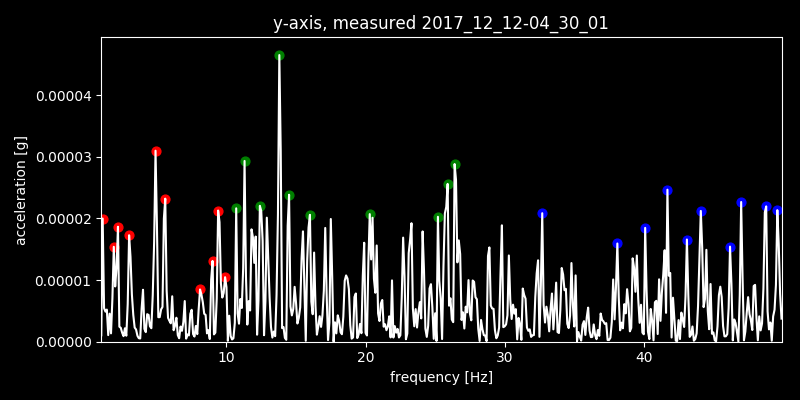 y-axis, measured 2017_12_12-04_30_01
0.00004
0.00003
0.00002
0.00001
0.00000
acceleration [g]
10 20 30 40
frequency [Hz]